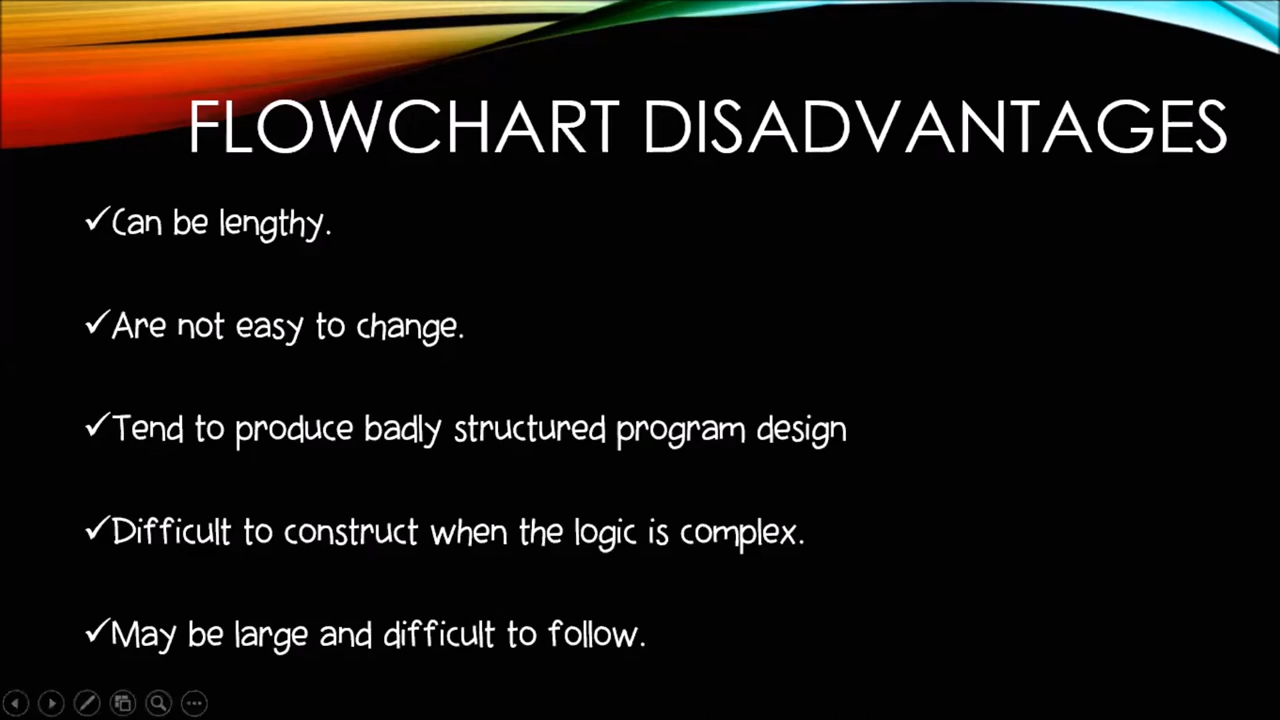 FLOWCHART DISADVANTAGES
✓Can be lengthy.
✓Are not easy to change.
✓Tend to produce badly structured program design
✓Difficult to construct when the logic is complex.
✓May be large and difficult to follow.